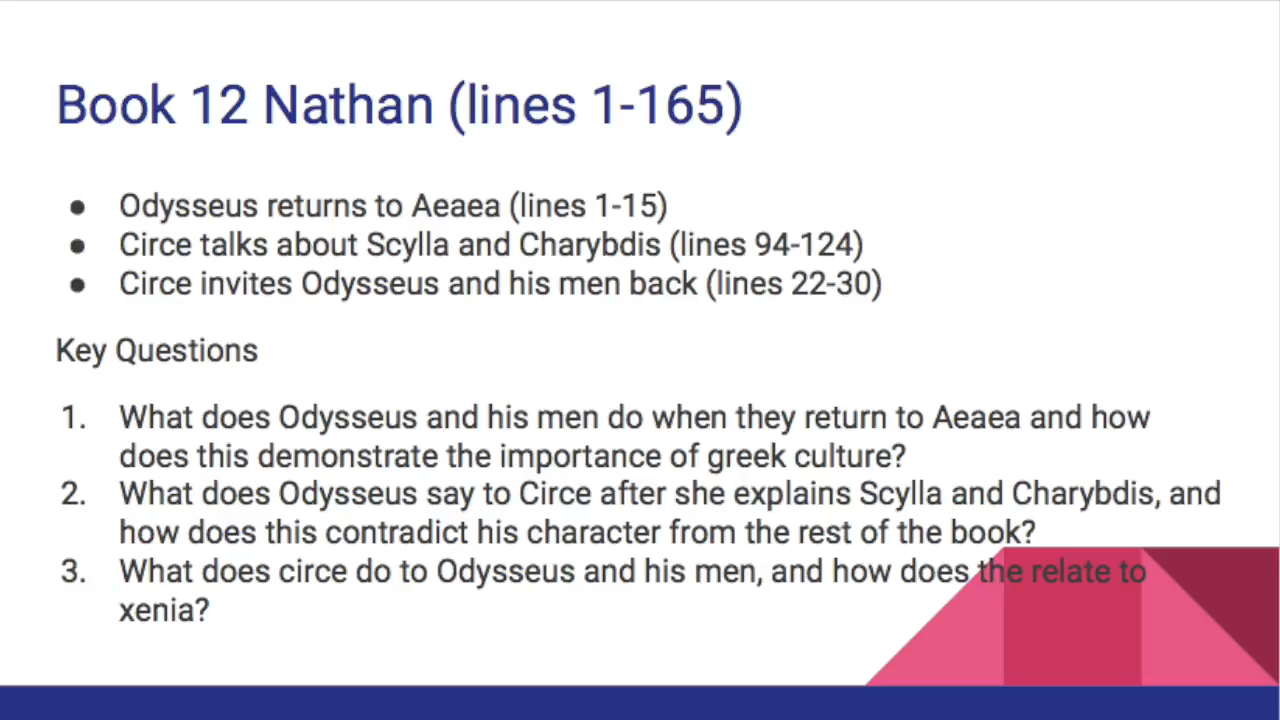 Book 12 Nathan (lines 1-165)
● Odysseus returns to Aeaea (lines 1-15)
● Circe talks about Scylla and Charybdis (lines 94-124)
● Circe invites Odysseus and his men back (lines 22-30)
Key Questions
1. What does Odysseus and his men do when they return to Aeaea and how
does this demonstrate the importance of greek culture?
2. What does Odysseus say to Circe after she explains Scylla and Charybdis, and
how does this contradict his character from the rest of the book?
3. What does circe do to Odysseus and his men, and how does the relate to
xenia?